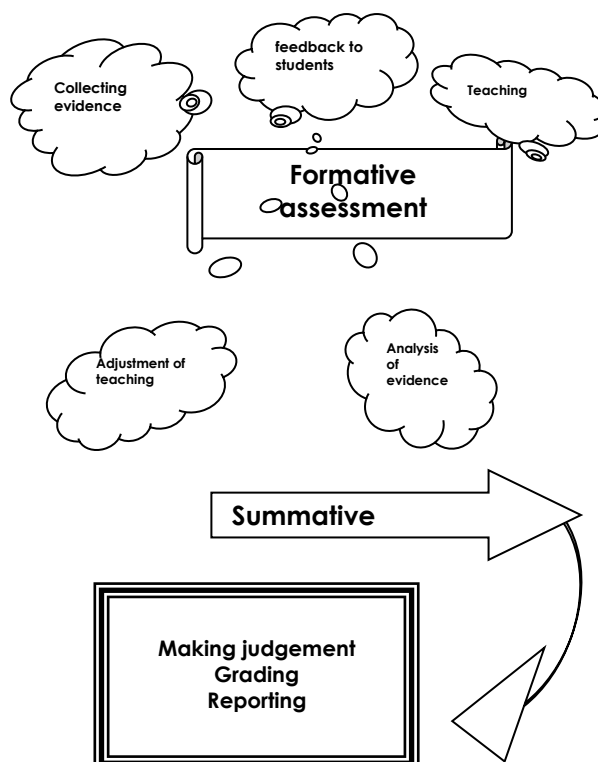 Collecting
evidence
feedback to
students
Teaching
Formative
assessment
Adjustment of
teaching
Analysis
of
evidence
Summative
Making judgement
Grading
Reporting